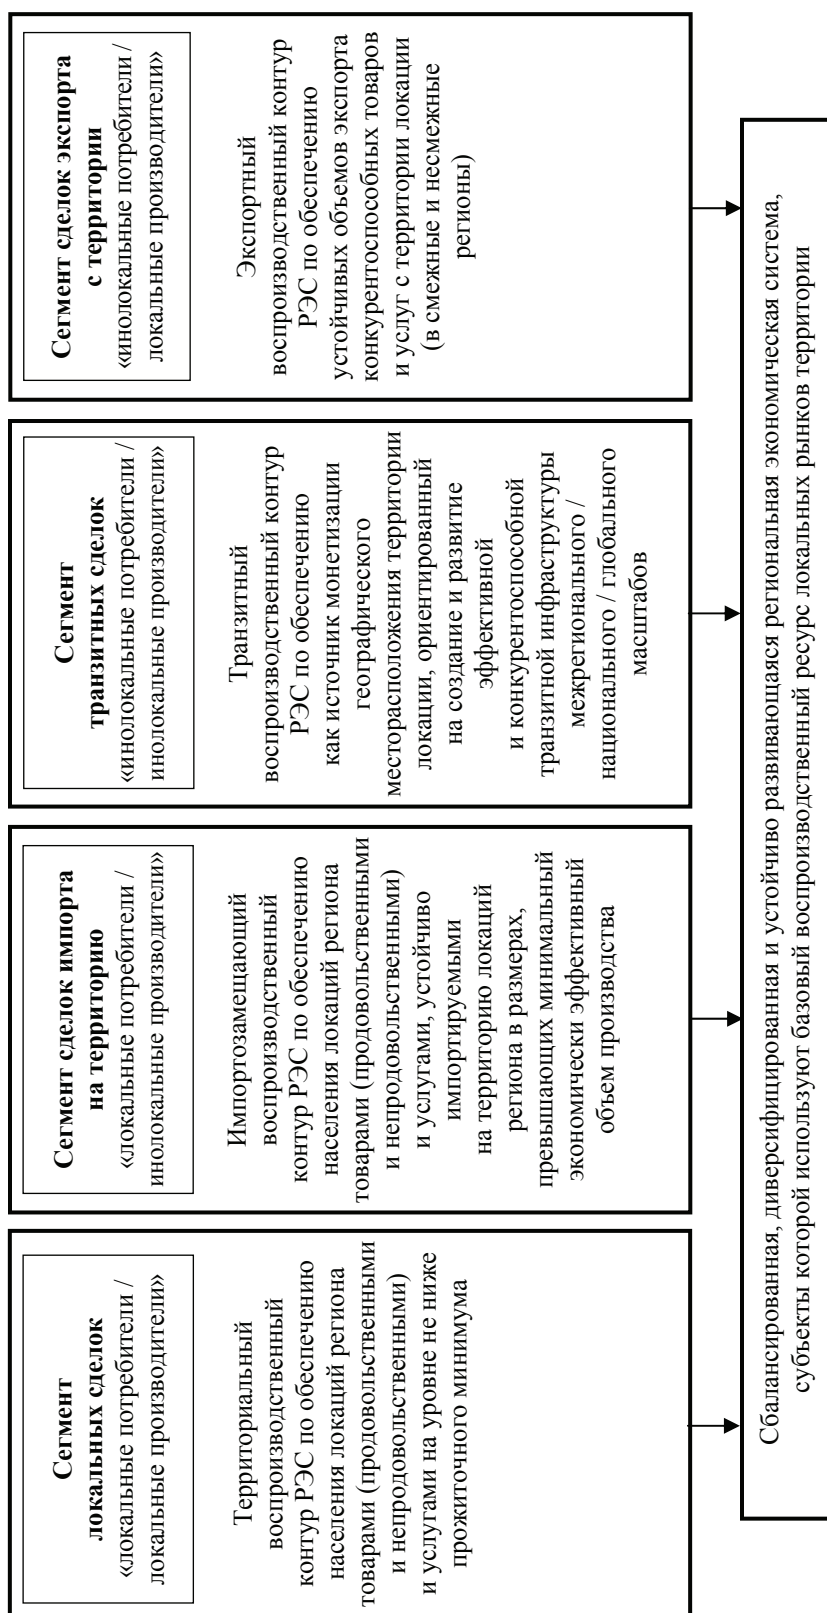 Сегмент
локальных сделок
«локальные потребители /
локальные производители»
Территориальный
воспроизводственный
контур РЭС по обеспечению
населения локаций региона
товарами (продовольственными
и непродовольственными)
и услугами на уровне не ниже
прожиточного минимума
Сегмент сделок импорта
на территорию
«локальные потребители /
инолокальные производители»
Импортозамещающий
воспроизводственный
контур РЭС по обеспечению
населения локаций региона
товарами (продовольственными
и непродовольственными)
и услугами, устойчиво
импортируемыми
на территорию локаций
региона в размерах,
превышающих минимальный
экономически эффективный
объем производства
Сегмент
транзитных сделок
«инолокальные потребители /
инолокальные производители»
Транзитный
воспроизводственный контур
РЭС по обеспечению
как источник монетизации
географического
месторасположения территории
локации, ориентированный
на создание и развитие
эффективной
и конкурентоспособной
транзитной инфраструктуры
межрегионального /
национального / глобального
масштабов
Сегмент сделок экспорта
с территории
«инолокальные потребители /
локальные производители»
Экспортный
воспроизводственный контур
РЭС по обеспечению
устойчивых объемов экспорта
конкурентоспособных товаров
и услуг с территории локации
(в смежные и несмежные
регионы)
Сбалансированная, диверсифицированная и устойчиво развивающаяся региональная экономическая система,
субъекты которой используют базовый воспроизводственный ресурс локальных рынков территории